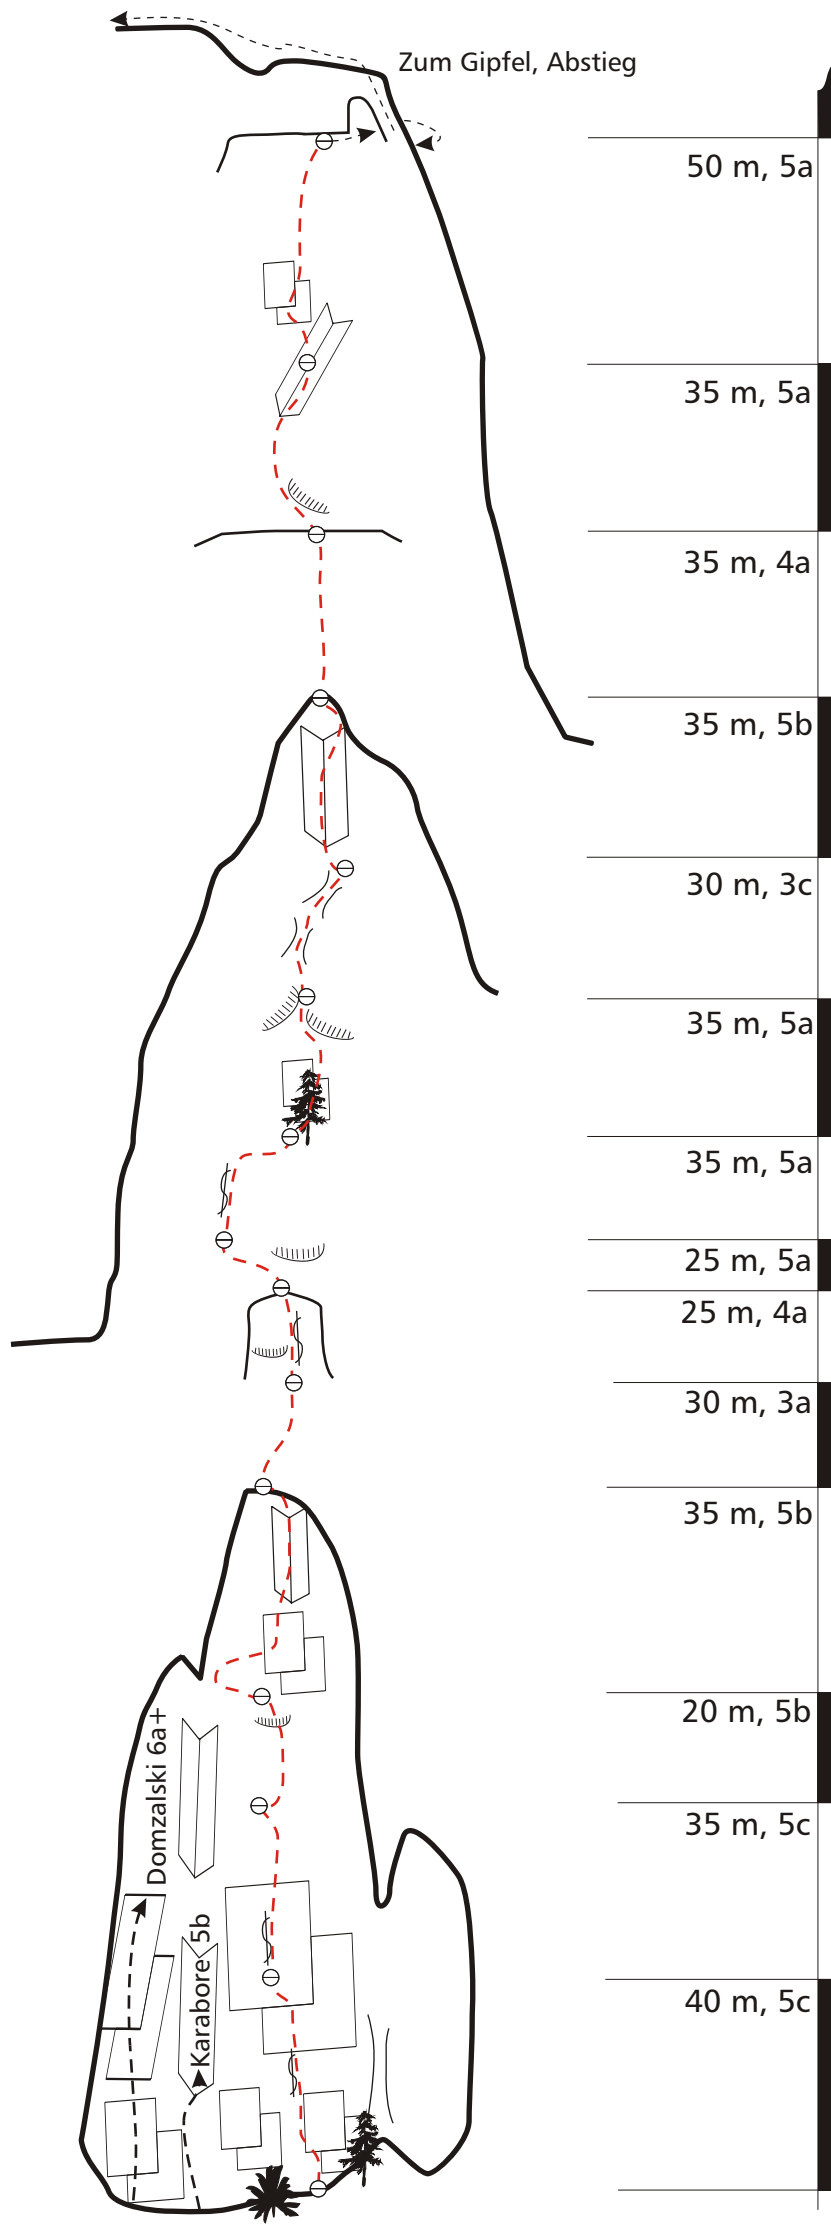 Zum Gipfel, Abstieg
50 m, 5a
35 m, 5a
35 m, 4a
35 m, 5b
30 m, 3c
35 m, 5a
35 m, 5a
25 m, 5a
25 m, 4a
30 m, 3a
35 m, 5b
20 m, 5b
Domzalski 6a+
35 m, 5c
Karabore 5b
40 m, 5c